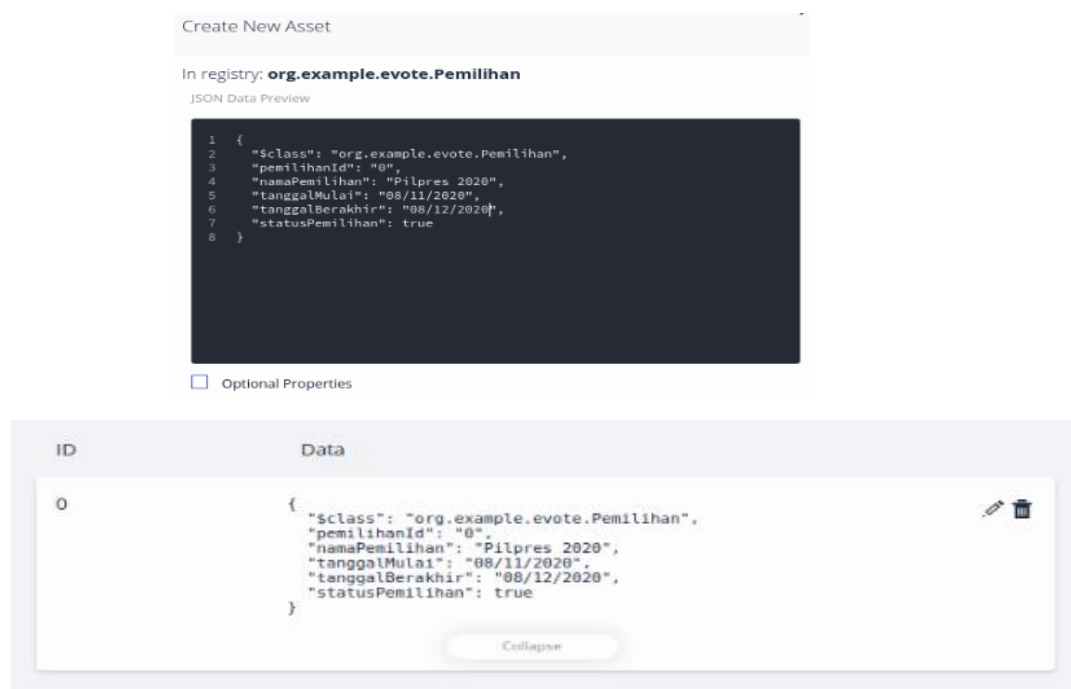 Create New Asset
In registry: org.example.evote.Pemilihan
JSON Data Preview
1 {
2 "$class": "org.example.evote.Pemilihan",
3 "pemilihanId": "0",
4 "namaPemilihan": "Pilpres 2020",
5 "tanggalMulai": "08/11/2020",
6 "tanggalBerakhir": "08/12/2020",
7 "statusPemilihan": true
8 }
Optional Properties
ID Data
0 {
"$class": "org.example.evote.Pemilihan",
"pemilihanId": "0",
"namaPemilihan": "Pilpres 2020",
"tanggalMulai": "08/11/2020",
"tanggalBerakhir": "08/12/2020",
"statusPemilihan": true
}
Collapse